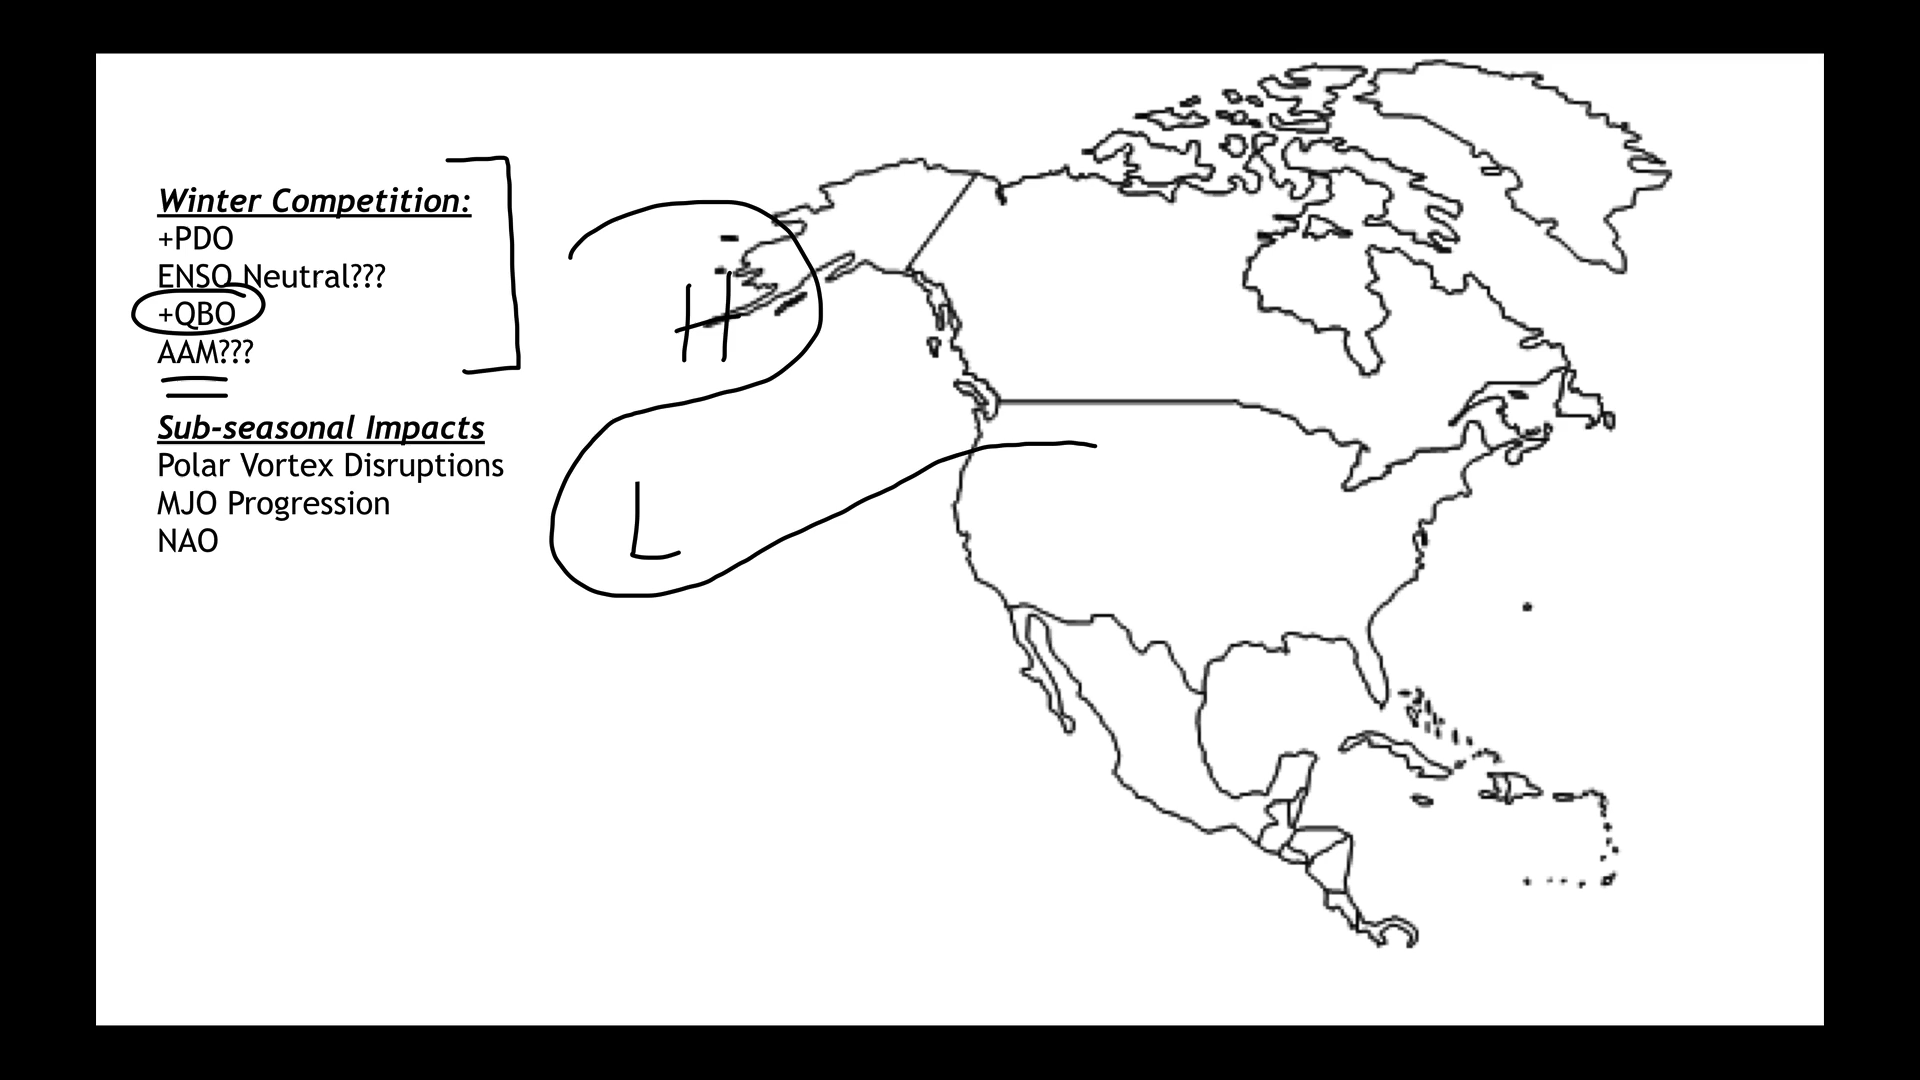 Winter Competition:
+PDO
ENSO Neutral???
+QBO
AAM???
Sub-seasonal Impacts
Polar Vortex Disruptions
MJO Progression
NAO
H
L